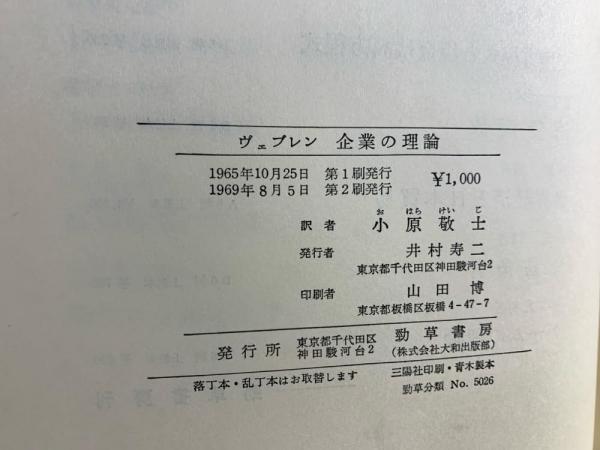 ヴェブレン 企業の理論
1965年10月25日 第1刷発行
1969年8月5日 第2刷発行
¥1,000
お はら けい じ
訳者 小原敬士
発行者 井村寿二
東京都千代田区神田駿河台2
印刷者 山田博
東京都板橋区板橋4-47-7
発行所 東京都千代田区神田駿河台2 勁草書房
(株式会社大和出版部)
落丁本・乱丁本はお取替します
三陽社印刷・青木製本
勁草分類 No. 5026